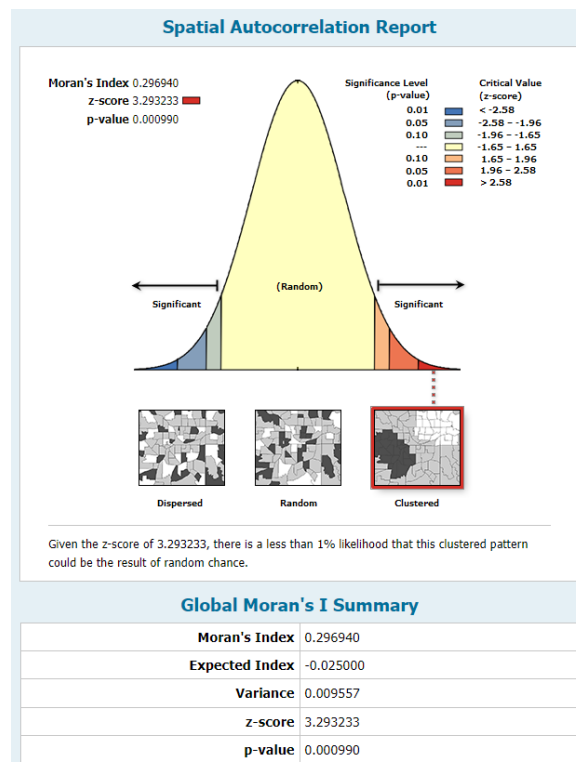 Spatial Autocorrelation Report
Moran's Index 0.296940
z-score 3.293233
p-value 0.000990
Significance Level
(p-value)
Critical Value
(z-score)
0.01 < -2.58
0.05 -2.58 – -1.96
0.10 -1.96 – -1.65
--- -1.65 – 1.65
0.10 1.65 – 1.96
0.05 1.96 – 2.58
0.01 > 2.58
(Random)
Significant Significant
Dispersed Random Clustered
Given the z-score of 3.293233, there is a less than 1% likelihood that this clustered pattern
could be the result of random chance.
Global Moran's I Summary
Moran's Index 0.296940
Expected Index -0.025000
Variance 0.009557
z-score 3.293233
p-value 0.000990